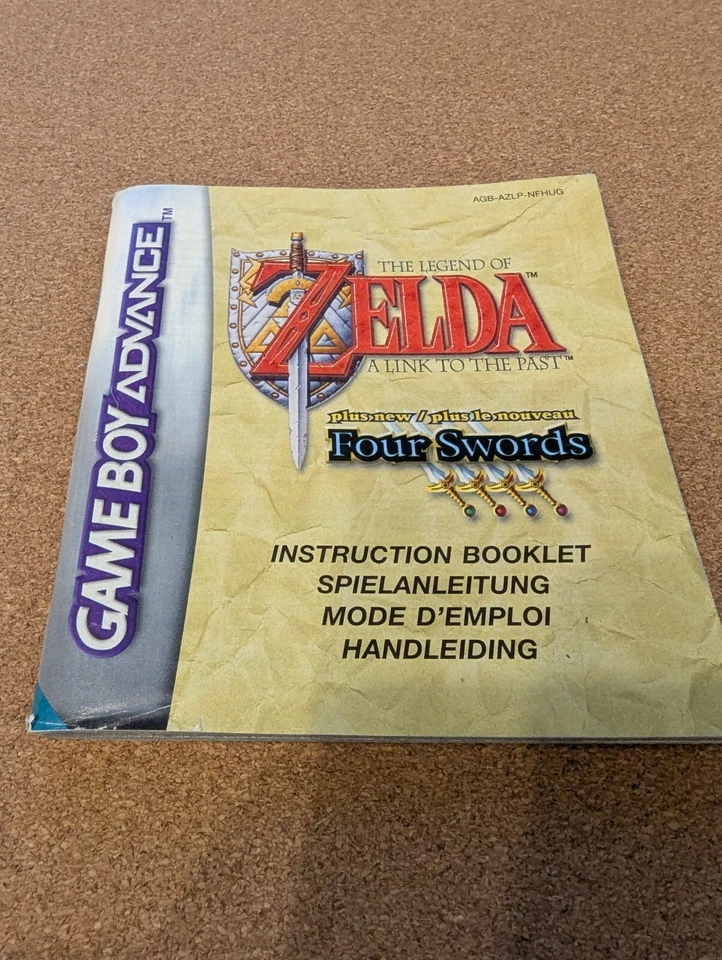 AGB-AZLP-NFHUG
GAME BOY ADVANCE™
THE LEGEND OF
ZELDA™
A LINK TO THE PAST™
plus new / plus le nouveau
Four Swords
INSTRUCTION BOOKLET
SPIELANLEITUNG
MODE D'EMPLOI
HANDLEIDING